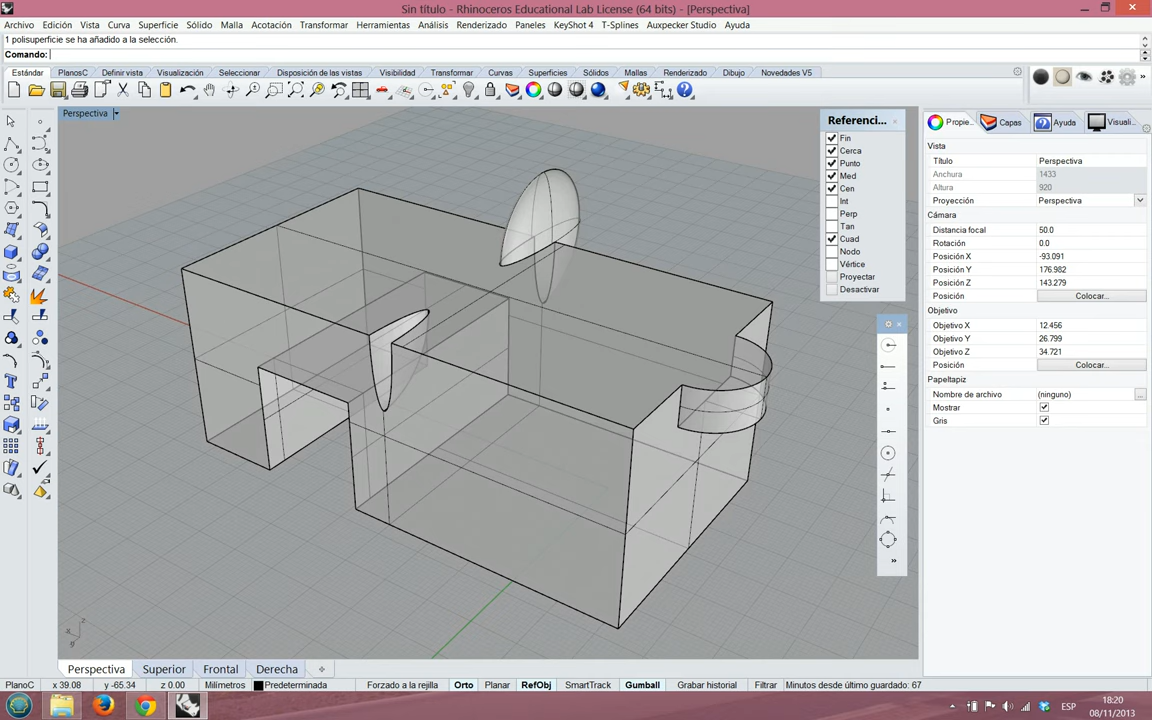 Sin título - Rhinoceros Educational Lab License (64 bits) - [Perspectiva]
Archivo Edición Vista Curva Superficie Sólido Malla Acotación Transformar Herramientas Análisis Renderizado Paneles KeyShot 4 T-Splines Auxpecker Studio Ayuda
1 polisuperficie se ha añadido a la selección.
Comando:
Estándar PlanosC Definir vista Visualización Seleccionar Disposición de las vistas Visibilidad Transformar Curvas Superficies Sólidos Mallas Renderizado Dibujo Novedades V5
Perspectiva
Referenci...
Fin
Cerca
Punto
Med
Cen
Int
Perp
Tan
Cuad
Nodo
Vértice
Proyectar
Desactivar
Propie... Capas Ayuda Visuali...
Vista
Título Perspectiva
Anchura 1433
Altura 920
Proyección Perspectiva
Cámara
Distancia focal 50.0
Rotación 0.0
Posición X -93.091
Posición Y 176.982
Posición Z 143.279
Posición Colocar...
Objetivo
Objetivo X 12.456
Objetivo Y 26.799
Objetivo Z 34.721
Posición Colocar...
Papeltapiz
Nombre de archivo (ninguno) ...
Mostrar
Gris
z
x
y
Perspectiva Superior Frontal Derecha
PlanoC x 39.08 y -65.34 z 0.00 Milímetros Predeterminada Forzado a la rejilla Orto Planar RefObj SmartTrack Gumball Grabar historial Filtrar Minutos desde último guardado: 67
ESP
18:20
08/11/2013